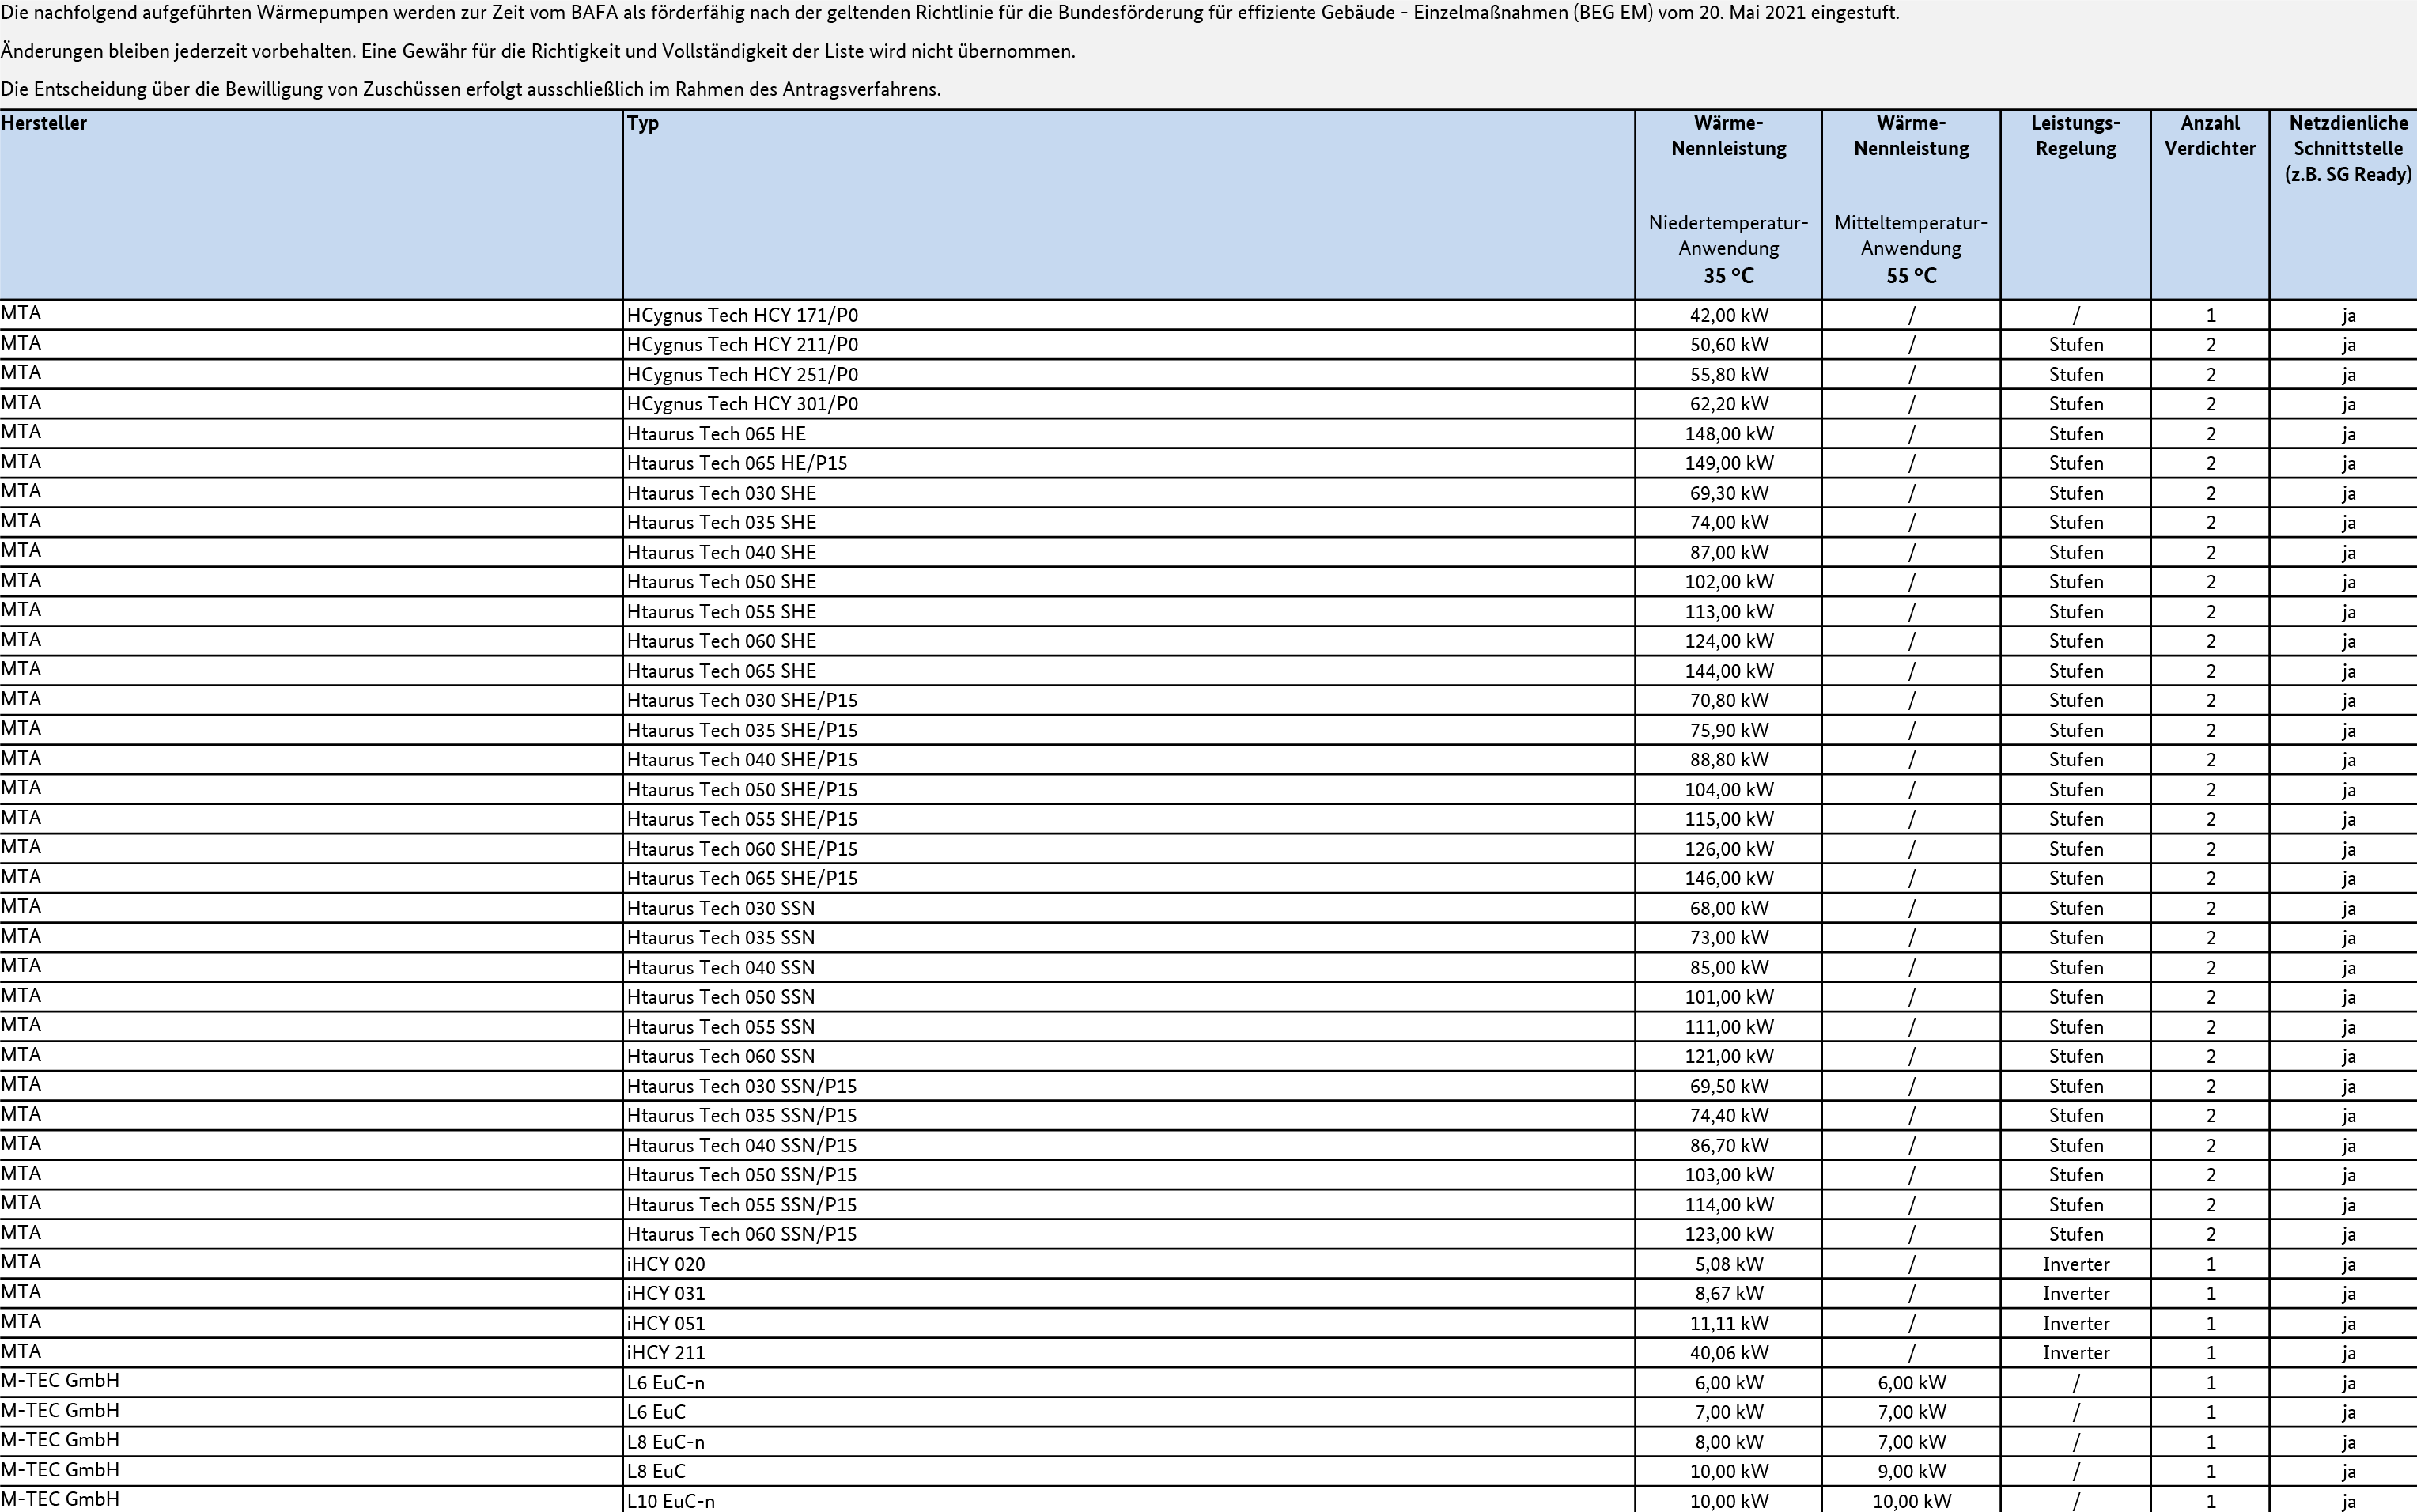 Die nachfolgend aufgeführten Wärmepumpen werden zur Zeit vom BAFA als förderfähig nach der geltenden Richtlinie für die Bundesförderung für effiziente Gebäude - Einzelmaßnahmen (BEG EM) vom 20. Mai 2021 eingestuft.
Änderungen bleiben jederzeit vorbehalten. Eine Gewähr für die Richtigkeit und Vollständigkeit der Liste wird nicht übernommen.
Die Entscheidung über die Bewilligung von Zuschüssen erfolgt ausschließlich im Rahmen des Antragsverfahrens.
Hersteller Typ Wärme- Wärme- Leistungs- Anzahl Netzdienliche
Nennleistung Nennleistung Regelung Verdichter Schnittstelle
(z.B. SG Ready)
Niedertemperatur- Mitteltemperatur-
Anwendung Anwendung
35 °C 55 °C
MTA HCygnus Tech HCY 171/P0 42,00 kW / / 1 ja
MTA HCygnus Tech HCY 211/P0 50,60 kW / Stufen 2 ja
MTA HCygnus Tech HCY 251/P0 55,80 kW / Stufen 2 ja
MTA HCygnus Tech HCY 301/P0 62,20 kW / Stufen 2 ja
MTA Htaurus Tech 065 HE 148,00 kW / Stufen 2 ja
MTA Htaurus Tech 065 HE/P15 149,00 kW / Stufen 2 ja
MTA Htaurus Tech 030 SHE 69,30 kW / Stufen 2 ja
MTA Htaurus Tech 035 SHE 74,00 kW / Stufen 2 ja
MTA Htaurus Tech 040 SHE 87,00 kW / Stufen 2 ja
MTA Htaurus Tech 050 SHE 102,00 kW / Stufen 2 ja
MTA Htaurus Tech 055 SHE 113,00 kW / Stufen 2 ja
MTA Htaurus Tech 060 SHE 124,00 kW / Stufen 2 ja
MTA Htaurus Tech 065 SHE 144,00 kW / Stufen 2 ja
MTA Htaurus Tech 030 SHE/P15 70,80 kW / Stufen 2 ja
MTA Htaurus Tech 035 SHE/P15 75,90 kW / Stufen 2 ja
MTA Htaurus Tech 040 SHE/P15 88,80 kW / Stufen 2 ja
MTA Htaurus Tech 050 SHE/P15 104,00 kW / Stufen 2 ja
MTA Htaurus Tech 055 SHE/P15 115,00 kW / Stufen 2 ja
MTA Htaurus Tech 060 SHE/P15 126,00 kW / Stufen 2 ja
MTA Htaurus Tech 065 SHE/P15 146,00 kW / Stufen 2 ja
MTA Htaurus Tech 030 SSN 68,00 kW / Stufen 2 ja
MTA Htaurus Tech 035 SSN 73,00 kW / Stufen 2 ja
MTA Htaurus Tech 040 SSN 85,00 kW / Stufen 2 ja
MTA Htaurus Tech 050 SSN 101,00 kW / Stufen 2 ja
MTA Htaurus Tech 055 SSN 111,00 kW / Stufen 2 ja
MTA Htaurus Tech 060 SSN 121,00 kW / Stufen 2 ja
MTA Htaurus Tech 030 SSN/P15 69,50 kW / Stufen 2 ja
MTA Htaurus Tech 035 SSN/P15 74,40 kW / Stufen 2 ja
MTA Htaurus Tech 040 SSN/P15 86,70 kW / Stufen 2 ja
MTA Htaurus Tech 050 SSN/P15 103,00 kW / Stufen 2 ja
MTA Htaurus Tech 055 SSN/P15 114,00 kW / Stufen 2 ja
MTA Htaurus Tech 060 SSN/P15 123,00 kW / Stufen 2 ja
MTA iHCY 020 5,08 kW / Inverter 1 ja
MTA iHCY 031 8,67 kW / Inverter 1 ja
MTA iHCY 051 11,11 kW / Inverter 1 ja
MTA iHCY 211 40,06 kW / Inverter 1 ja
M-TEC GmbH L6 EuC-n 6,00 kW 6,00 kW / 1 ja
M-TEC GmbH L6 EuC 7,00 kW 7,00 kW / 1 ja
M-TEC GmbH L8 EuC-n 8,00 kW 7,00 kW / 1 ja
M-TEC GmbH L8 EuC 10,00 kW 9,00 kW / 1 ja
M-TEC GmbH L10 EuC-n 10,00 kW 10,00 kW / 1 ja